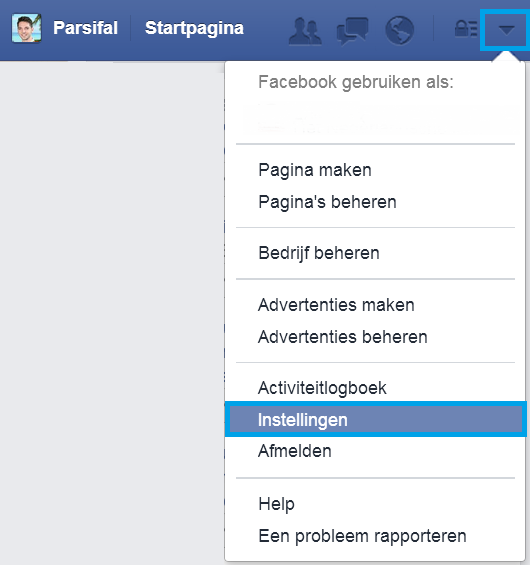 Parsifal Startpagina
Facebook gebruiken als:
Pagina maken
Pagina's beheren
Bedrijf beheren
Advertenties maken
Advertenties beheren
Activiteitlogboek
Instellingen
Afmelden
Help
Een probleem rapporteren